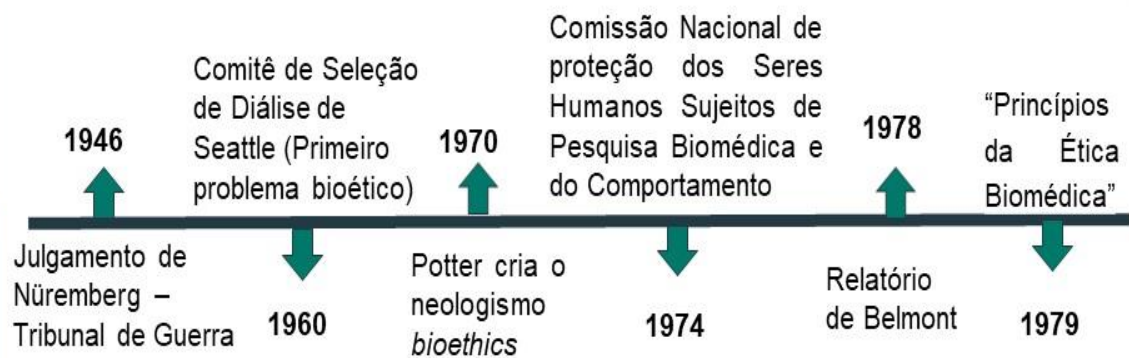 1946
Julgamento de
Nüremberg –
Tribunal de Guerra
Comitê de Seleção
de Diálise de
Seattle (Primeiro
problema bioético)
1960
1970
Potter cria o
neologismo
bioethics
Comissão Nacional de
proteção dos Seres
Humanos Sujeitos de
Pesquisa Biomédica e
do Comportamento
1974
1978
Relatório
de Belmont
“Princípios
da Ética
Biomédica”
1979